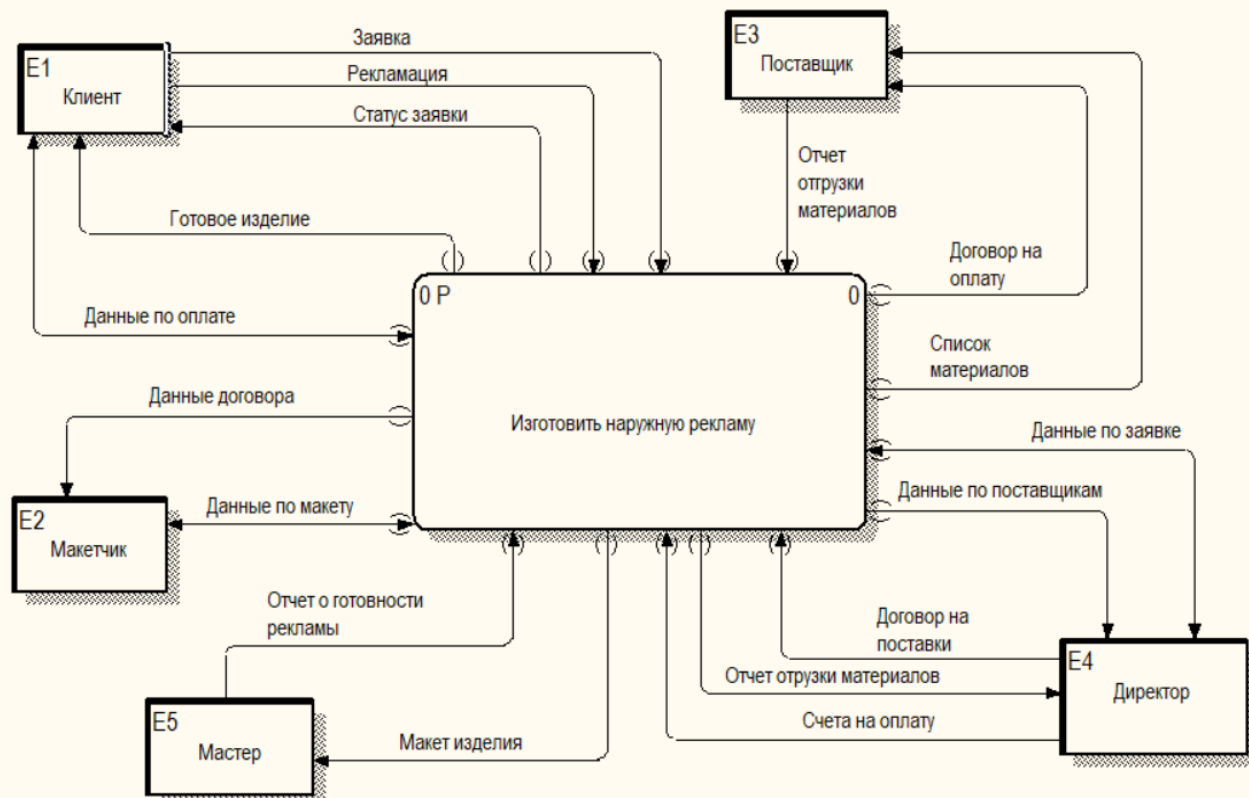 Заявка
E1
Клиент
Рекламация
Статус заявки
E3
Поставщик
Отчет
отгрузки
материалов
Готовое изделие
Договор на
оплату
0 P
0
Данные по оплате
Список
материалов
Данные договора
Изготовить наружную рекламу
Данные по заявке
E2
Макетчик
Данные по макету
Данные по поставщикам
Отчет о готовности
рекламы
Договор на
поставки
E4
Директор
Отчет отрузки материалов
E5
Мастер
Макет изделия
Счета на оплату